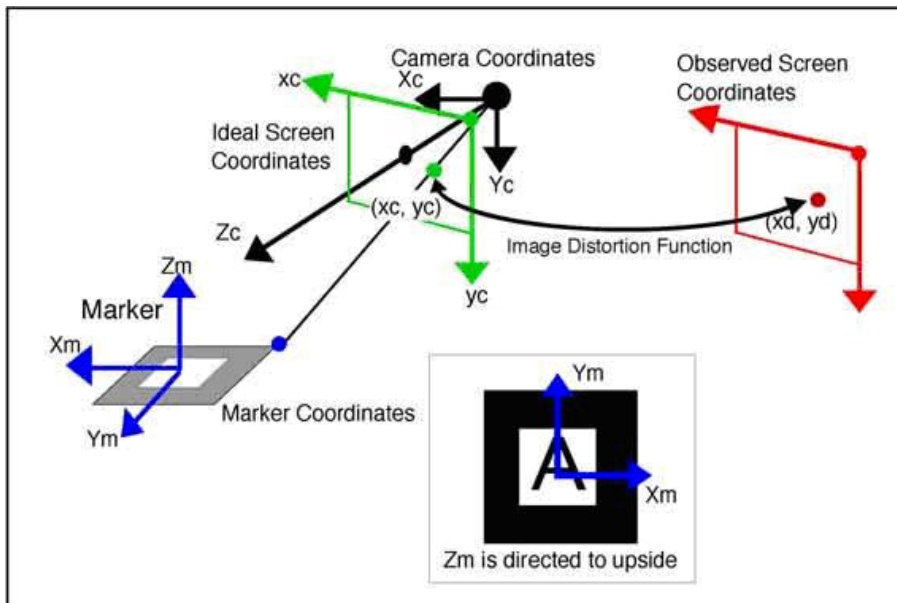 Camera Coordinates
xc
Xc
Observed Screen
Coordinates
Ideal Screen
Coordinates
Yc
(xc, yc)
(xd, yd)
Zc
Image Distortion Function
Zm
yc
Marker
Xm
Ym
Marker Coordinates
Ym
A
Xm
Zm is directed to upside